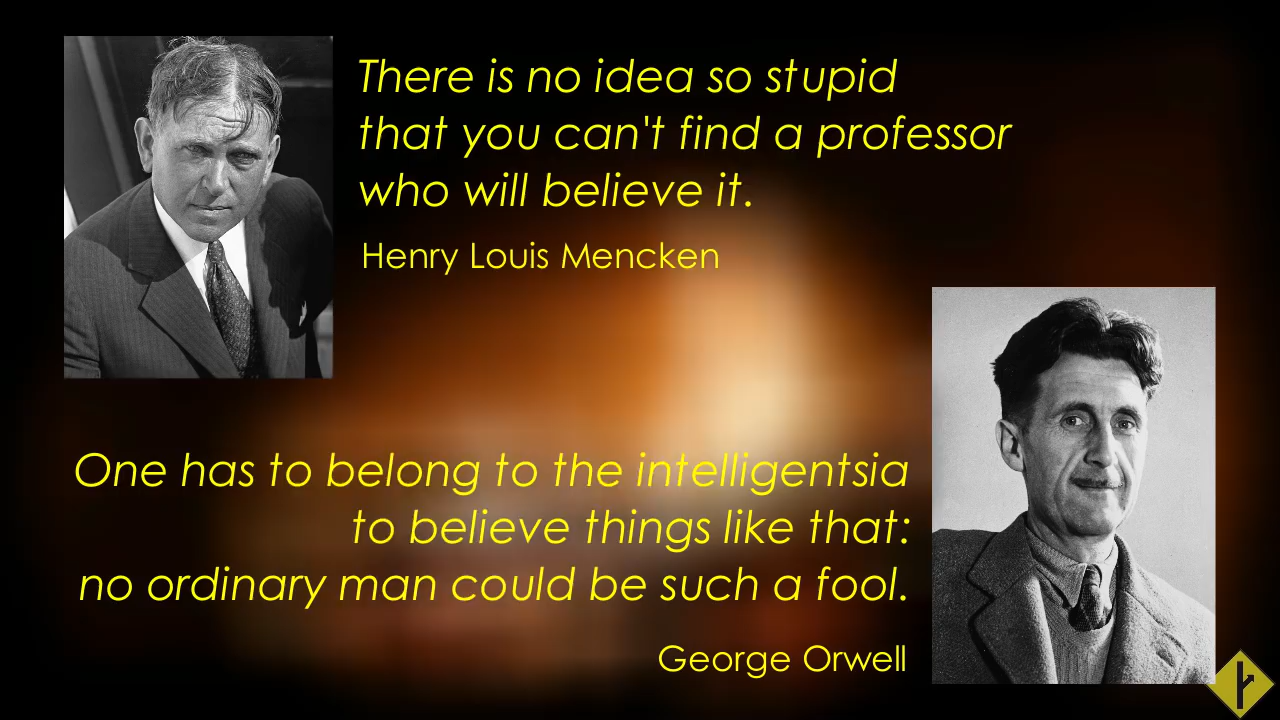 There is no idea so stupid
that you can't find a professor
who will believe it.
Henry Louis Mencken
One has to belong to the intelligentsia
to believe things like that:
no ordinary man could be such a fool.
George Orwell